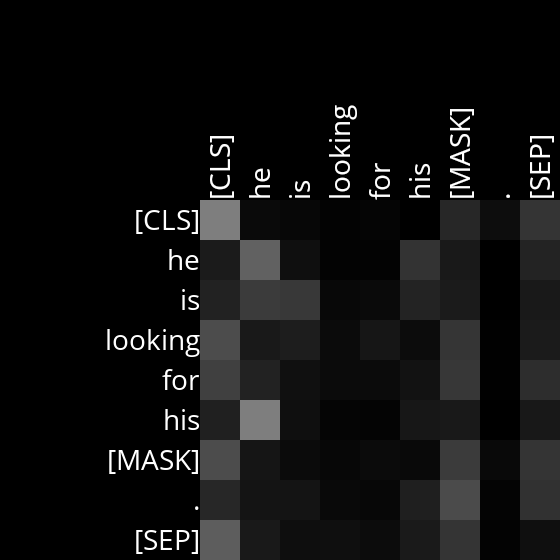 [CLS] he is looking for his [MASK] . [SEP]
[CLS]
he
is
looking
for
his
[MASK]
.
[SEP]